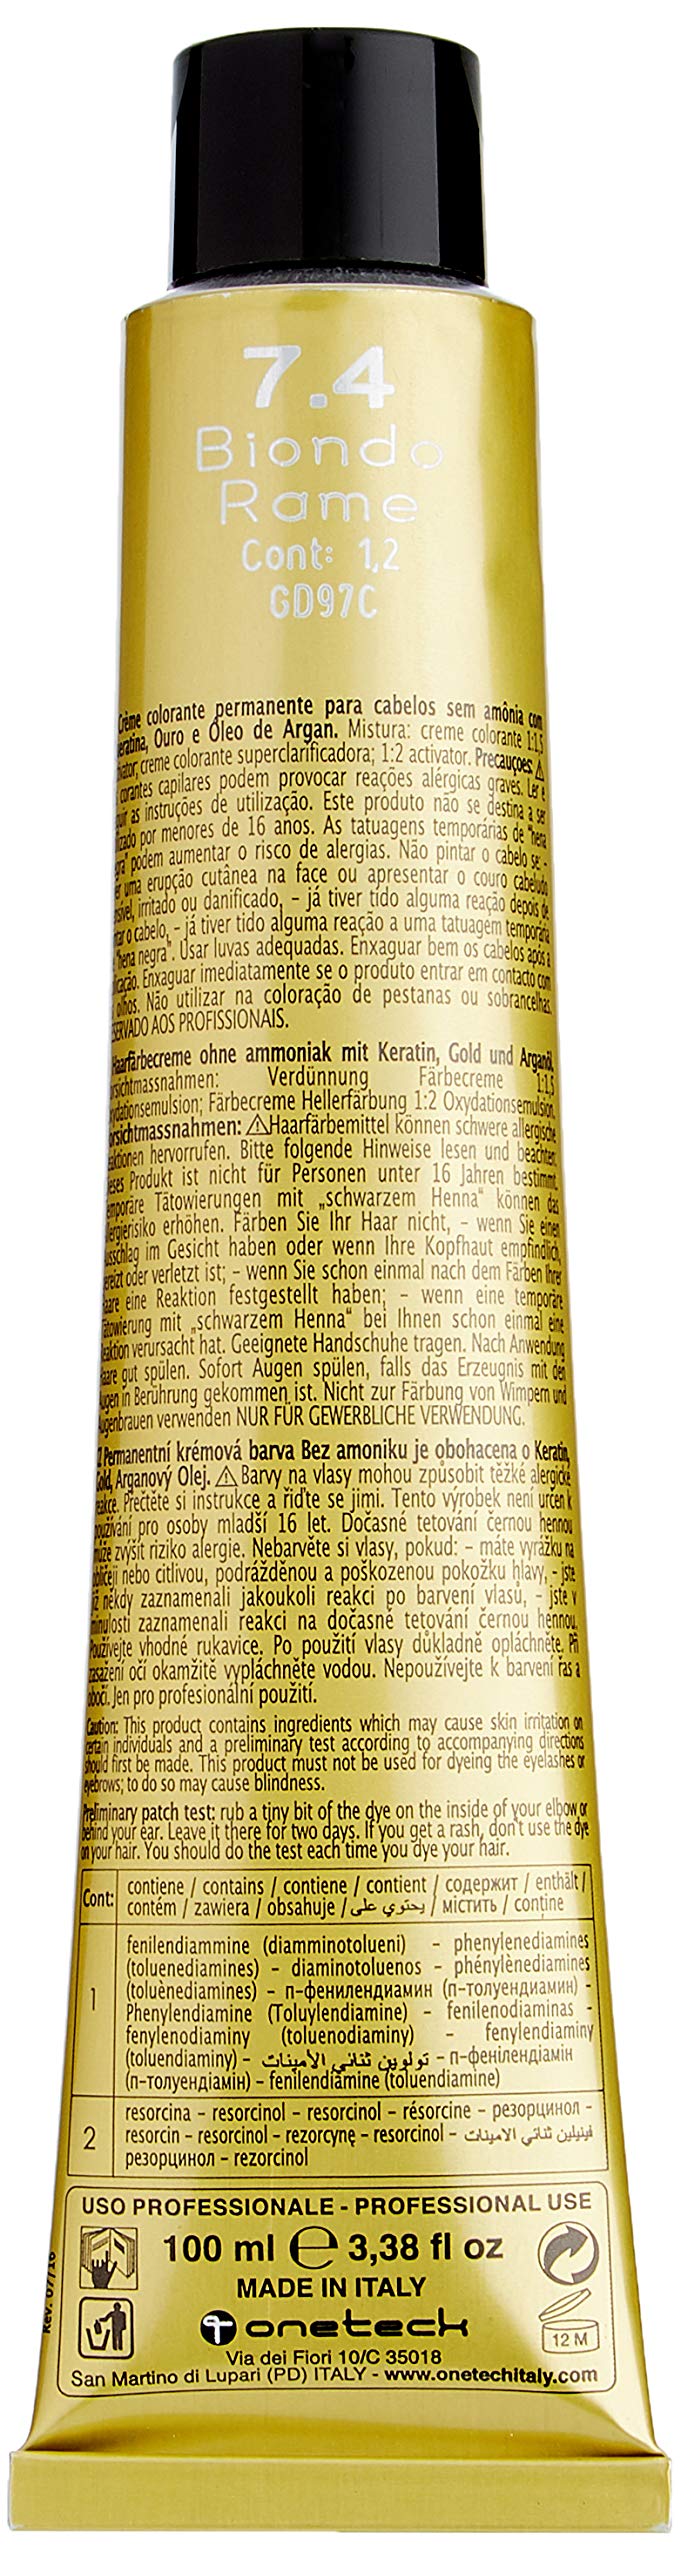 7.4
Biondo
Rame
Cont: 1,2
GD97C
Crème colorante permanente para cabelos sem amônia com
Ouro e Óleo de Argan. Mistura: creme colorante 1:1,5
creme colorante superclarificadora; 1:2 activator. Precauções: ⚠
corantes capilares podem provocar reações alérgicas graves. Ler e
as instruções de utilização. Este produto não se destina a ser
por menores de 16 anos. As tatuagens temporárias de "hena
podem aumentar o risco de alergias. Não pintar o cabelo se: -
uma erupção cutânea na face ou apresentar o couro cabeludo
irritado ou danificado, - já tiver tido alguma reação depois de
o cabelo, - já tiver tido alguma reação a uma tatuagem temporária
"hena negra". Usar luvas adequadas. Enxaguar bem os cabelos após a
Enxaguar imediatamente se o produto entrar em contacto com
olhos. Não utilizar na coloração de pestanas ou sobrancelhas.
AOS PROFISSIONAIS.
Haarfärbecreme ohne ammoniak mit Keratin, Gold und Arganöl.
Verdünnung Färbecreme 1:1,5
Färbecreme Hellerfärbung 1:2 Oxydationsemulsion.
⚠Haarfärbemittel können schwere allergische
hervorrufen. Bitte folgende Hinweise lesen und beachten.
Produkt ist nicht für Personen unter 16 Jahren bestimmt.
Tätowierungen mit „schwarzem Henna“ können das
erhöhen. Färben Sie Ihr Haar nicht, – wenn Sie einen
im Gesicht haben oder wenn Ihre Kopfhaut empfindlich,
oder verletzt ist; – wenn Sie schon einmal nach dem Färben Ihrer
Haare eine Reaktion festgestellt haben; – wenn eine temporäre
Tätowierung mit „schwarzem Henna“ bei Ihnen schon einmal eine
Reaktion verursacht hat. Geeignete Handschuhe tragen. Nach Anwendung
Haare gut spülen. Sofort Augen spülen, falls das Erzeugnis mit den
Augen in Berührung gekommen ist. Nicht zur Färbung von Wimpern und
Augenbrauen verwenden NUR FÜR GEWERBLICHE VERWENDUNG.
Permanentní krémová barva Bez amoniku je obohacena o Keratin,
Gold, Arganový Olej. ⚠Barvy na vlasy mohou způsobit těžké alergické
reakce. Přečtěte si instrukce a řiďte se jimi. Tento výrobek není určen k
používání pro osoby mladší 16 let. Dočasné tetování černou hennou
může zvýšit riziko alergie. Nebarvěte si vlasy, pokud: – máte vyrážku na
obličeji nebo citlivou, podrážděnou a poškozenou pokožku hlavy, - jste
již někdy zaznamenali jakoukoli reakci po barvení vlasů, - jste v
minulosti zaznamenali reakci na dočasné tetování černou hennou.
Používejte vhodné rukavice. Po použití vlasy důkladně opláchněte. Při
zasažení očí okamžitě vypláchněte vodou. Nepoužívejte k barvení řas a
obočí. Jen pro profesionální použití.
Caution: This product contains ingredients which may cause skin irritation on
certain individuals and a preliminary test according to accompanying directions
should first be made. This product must not be used for dyeing the eyelashes or
eyebrows; to do so may cause blindness.
Preliminary patch test: rub a tiny bit of the dye on the inside of your elbow or
behind your ear. Leave it there for two days. If you get a rash, don't use the dye
on your hair. You should do the test each time you dye your hair.
Cont: contiene / contains / contiene / contient / содержит / enthält /
contém / zawiera / obsahuje / يحتوي على / містить / conține
1 fenilendiammine (diamminotolueni) - phenylenediamines
(toluenediamines) - diaminotoluenos - phénylènediamines
(toluènediamines) - п-фенилендиамин (п-толуендиамин) -
Phenylendiamine (Toluylendiamine) - fenilenodiaminas -
fenylenodiaminy (toluenodiaminy) - fenylendiaminy
(toluendiaminy) - تولوين ثنائي الأمينات - п-фенілендіамін
(п-толуендіамін) - fenilendiamine (toluendiamine)
2 resorcina - resorcinol - resorcinol - résorcine - резорцинол -
resorcin - resorcinol - rezorcynę - resorcinol - فينيلين ثنائي الامينات
резорцинол - rezorcinol
USO PROFESSIONALE - PROFESSIONAL USE
100 ml ℮ 3,38 fl oz
MADE IN ITALY
onetech
12 M
Via dei Fiori 10/C 35018
San Martino di Lupari (PD) ITALY - www.onetechitaly.com
Rev. 07/16